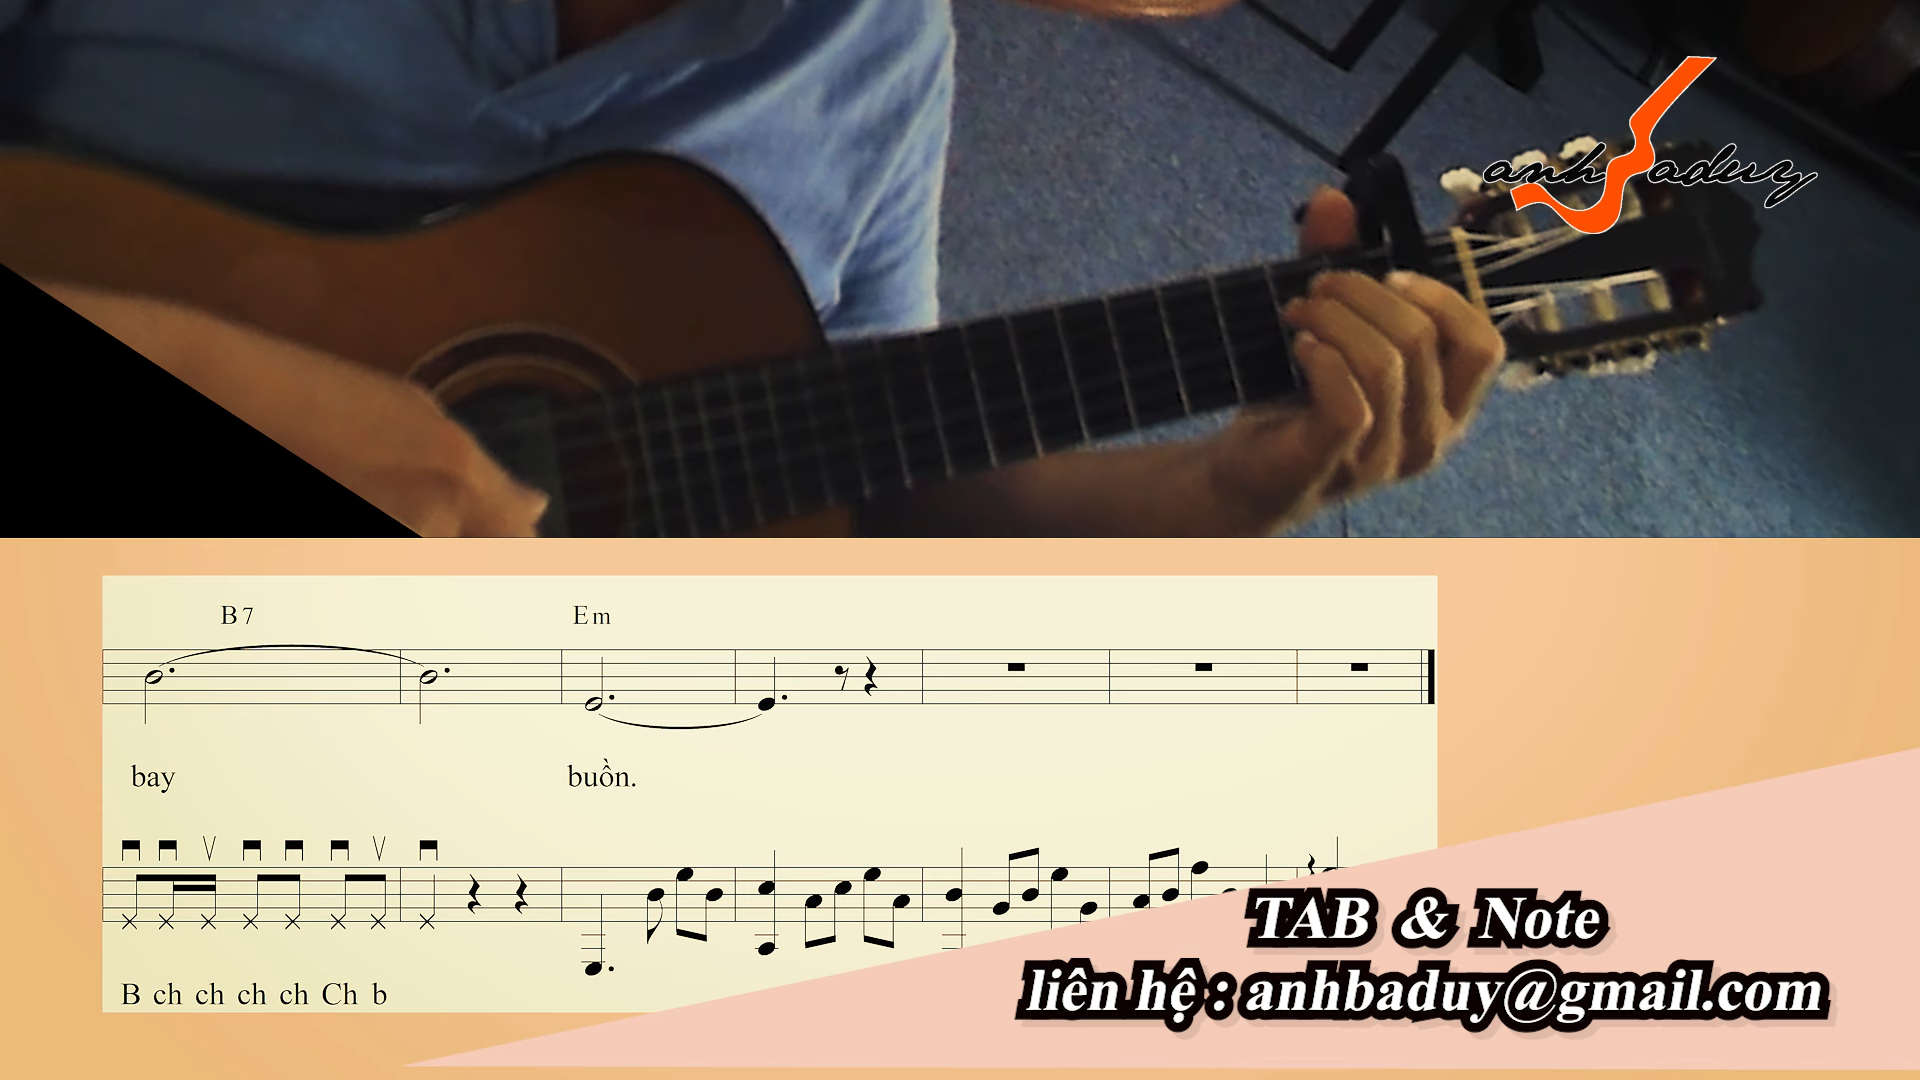 anhbaduy
B7 Em
bay buồn.
B ch ch ch ch Ch b
TAB & Note
liên hệ : anhbaduy@gmail.com